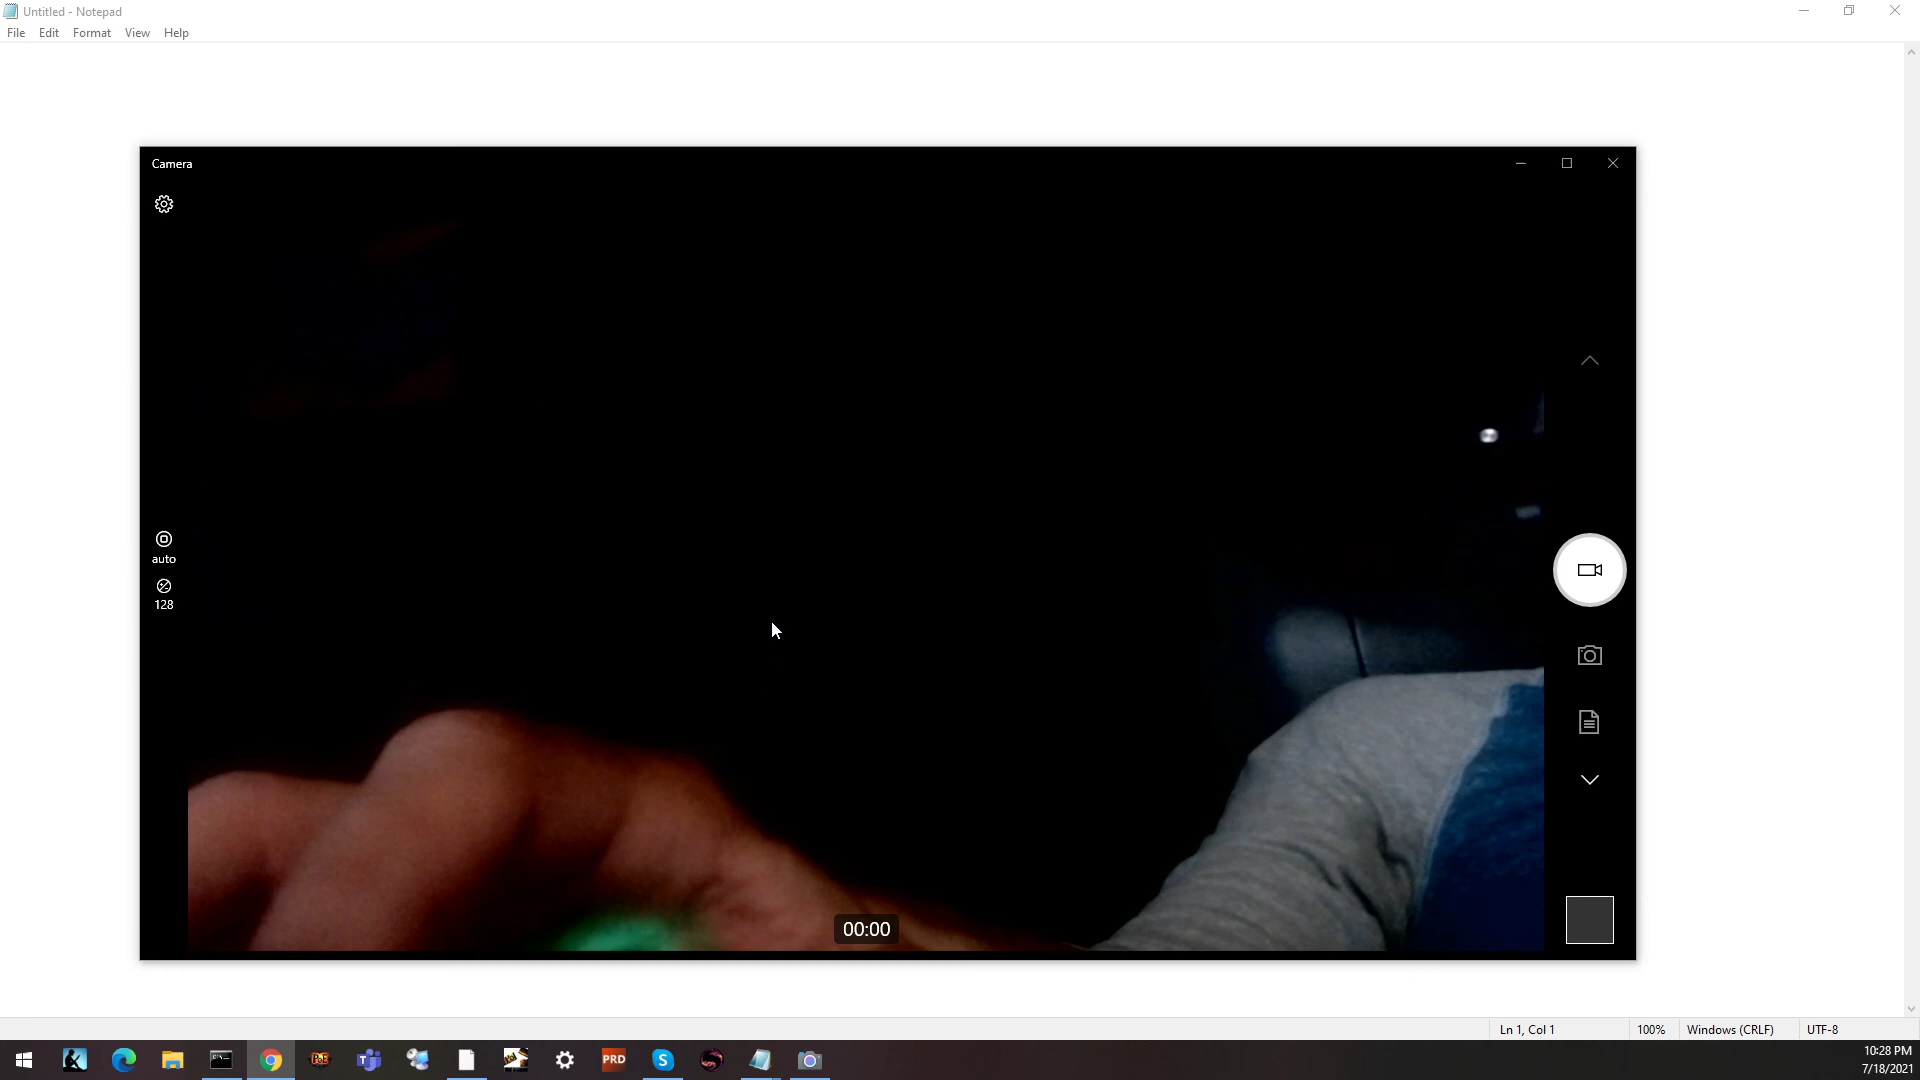 Untitled - Notepad
File Edit Format View Help
Camera
auto
128
00:00
Ln 1, Col 1 100% Windows (CRLF) UTF-8
PRD
10:28 PM
7/18/2021